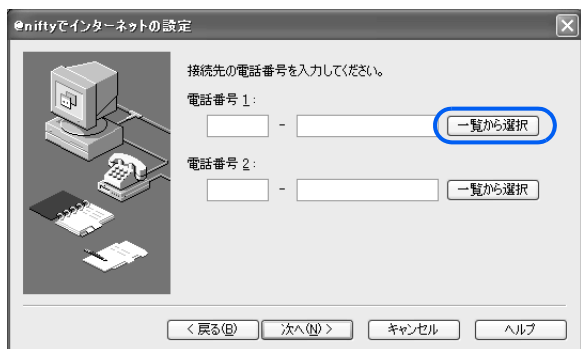 @niftyでインターネットの設定
接続先の電話番号を入力してください。
電話番号 1:
- 一覧から選択
電話番号 2:
- 一覧から選択
< 戻る(B) 次へ(N) > キャンセル ヘルプ